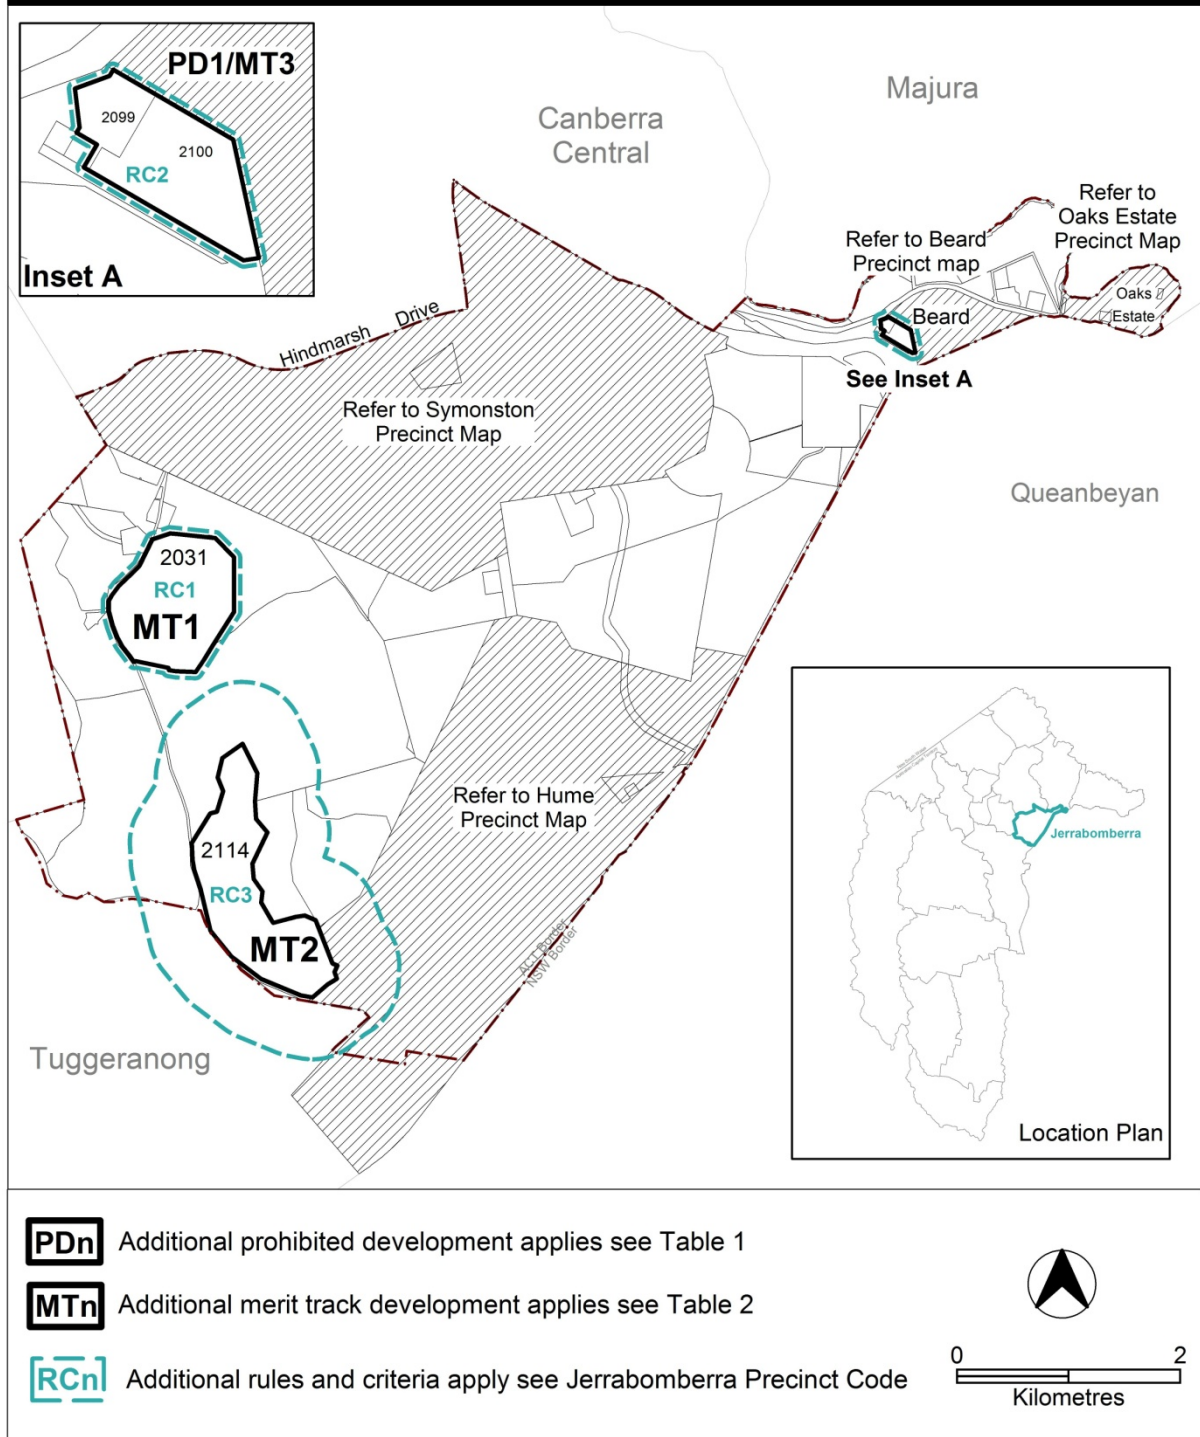 PD1/MT3
2099
2100
RC2
Inset A
Canberra
Central
Majura
Refer to
Oaks Estate
Precinct Map
Refer to Beard
Precinct map
Oaks
Estate
Beard
See Inset A
Hindmarsh Drive
Refer to Symonston
Precinct Map
Queanbeyan
2031
RC1
MT1
Refer to Hume
Precinct Map
2114
RC3
MT2
ACT Border
NSW Border
Tuggeranong
Jerrabomberra
Location Plan
PDn Additional prohibited development applies see Table 1
MTn Additional merit track development applies see Table 2
RCn Additional rules and criteria apply see Jerrabomberra Precinct Code
0 2
Kilometres